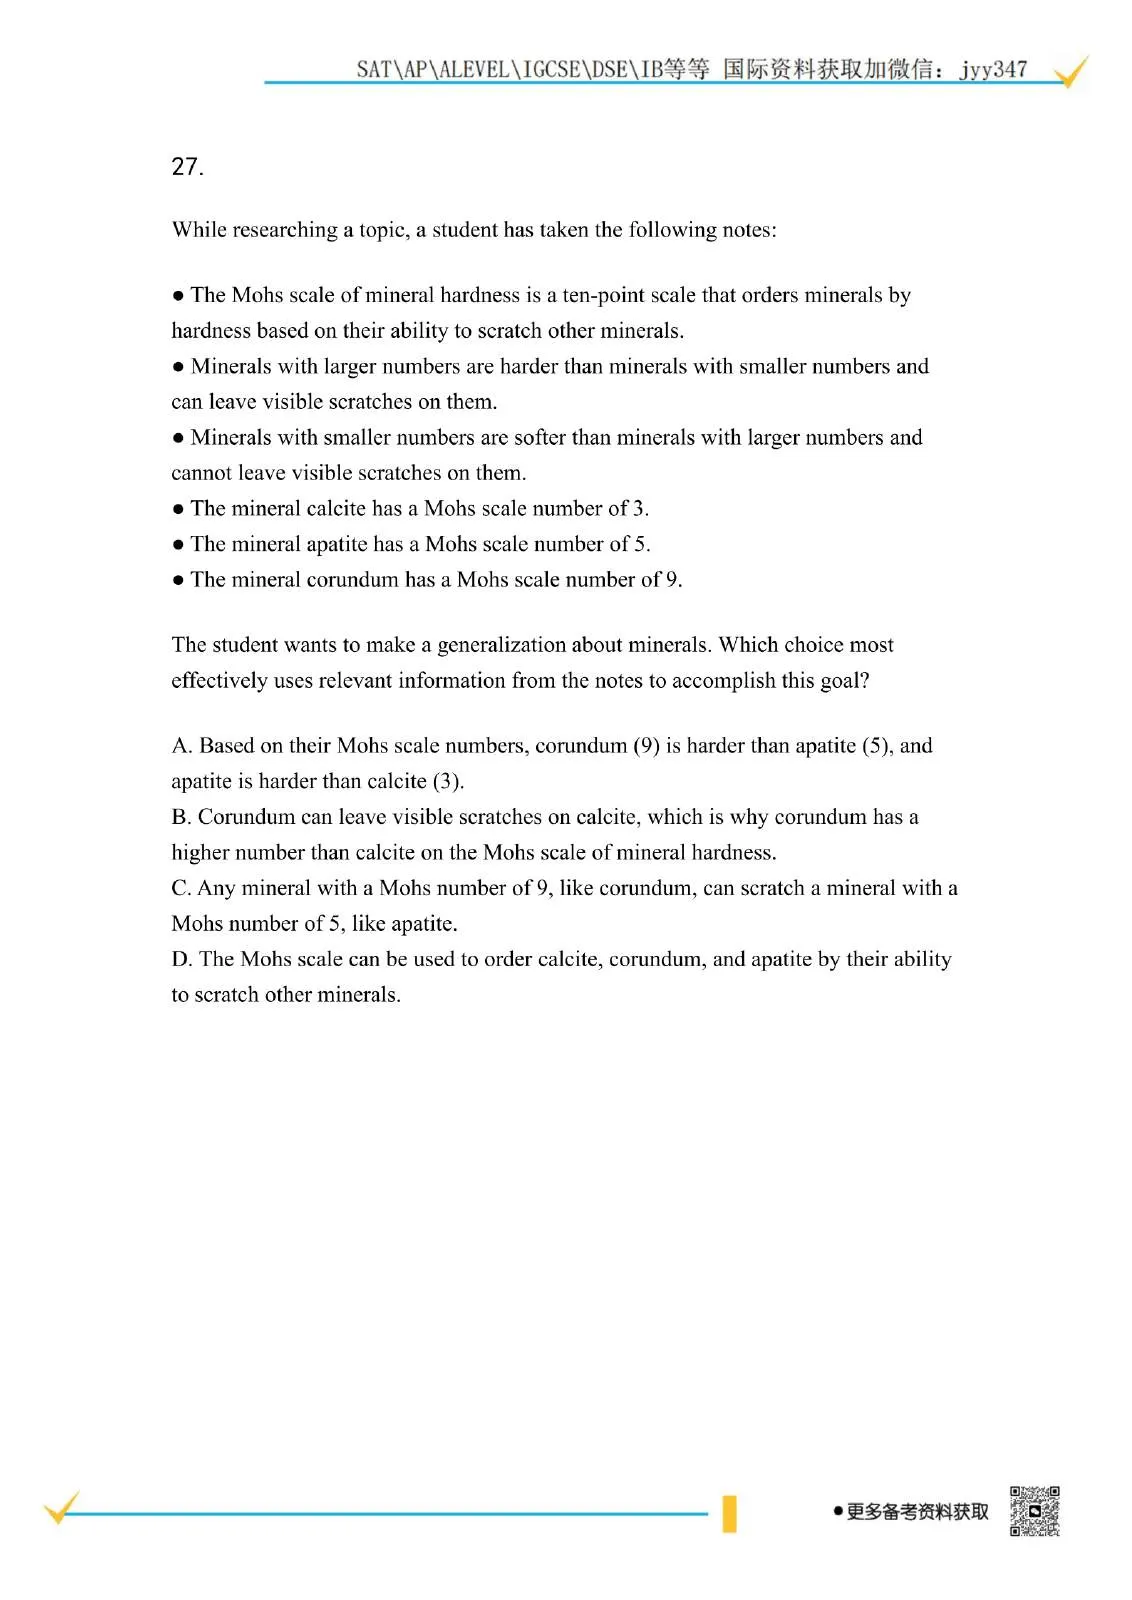 SAT\AP\ALEVEL\IGCSE\DSE\IB等等 国际资料获取加微信：jyy347
27.
While researching a topic, a student has taken the following notes:
● The Mohs scale of mineral hardness is a ten-point scale that orders minerals by
hardness based on their ability to scratch other minerals.
● Minerals with larger numbers are harder than minerals with smaller numbers and
can leave visible scratches on them.
● Minerals with smaller numbers are softer than minerals with larger numbers and
cannot leave visible scratches on them.
● The mineral calcite has a Mohs scale number of 3.
● The mineral apatite has a Mohs scale number of 5.
● The mineral corundum has a Mohs scale number of 9.
The student wants to make a generalization about minerals. Which choice most
effectively uses relevant information from the notes to accomplish this goal?
A. Based on their Mohs scale numbers, corundum (9) is harder than apatite (5), and
apatite is harder than calcite (3).
B. Corundum can leave visible scratches on calcite, which is why corundum has a
higher number than calcite on the Mohs scale of mineral hardness.
C. Any mineral with a Mohs number of 9, like corundum, can scratch a mineral with a
Mohs number of 5, like apatite.
D. The Mohs scale can be used to order calcite, corundum, and apatite by their ability
to scratch other minerals.
●更多备考资料获取